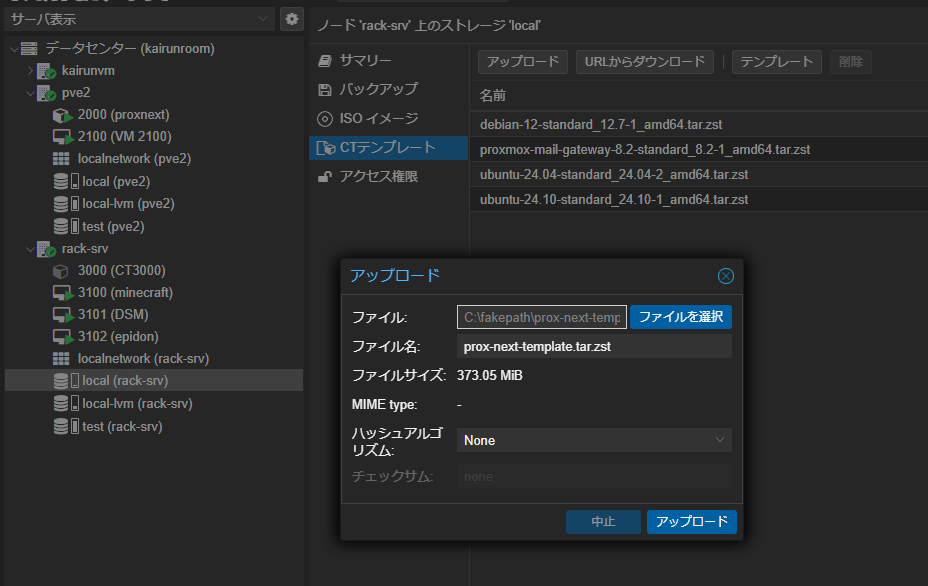 サーバ表示
データセンター (kairunroom)
kairunvm
pve2
2000 (proxnext)
2100 (VM 2100)
localnetwork (pve2)
local (pve2)
local-lvm (pve2)
test (pve2)
rack-srv
3000 (CT3000)
3100 (minecraft)
3101 (DSM)
3102 (epidon)
localnetwork (rack-srv)
local (rack-srv)
local-lvm (rack-srv)
test (rack-srv)
ノード 'rack-srv' 上のストレージ 'local'
サマリー
バックアップ
ISO イメージ
CTテンプレート
アクセス権限
アップロード URLからダウンロード テンプレート 削除
名前
debian-12-standard_12.7-1_amd64.tar.zst
proxmox-mail-gateway-8.2-standard_8.2-1_amd64.tar.zst
ubuntu-24.04-standard_24.04-2_amd64.tar.zst
ubuntu-24.10-standard_24.10-1_amd64.tar.zst
アップロード
ファイル: C:\fakepath\prox-next-temp ファイルを選択
ファイル名: prox-next-template.tar.zst
ファイルサイズ: 373.05 MiB
MIME type: -
ハッシュアルゴ
リズム: None
チェックサム: none
中止 アップロード